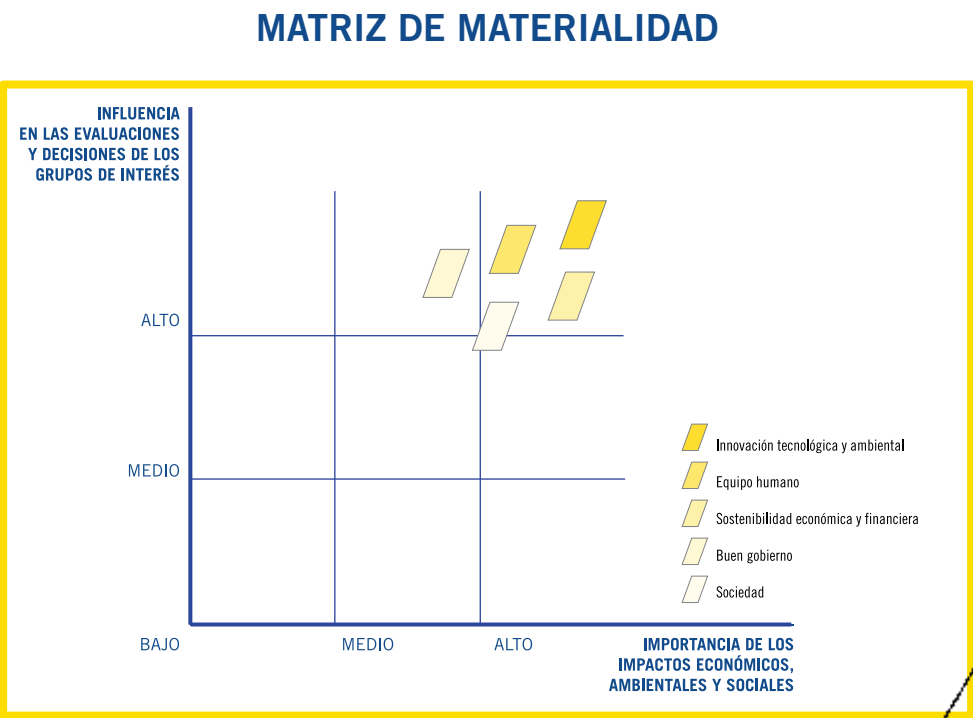 MATRIZ DE MATERIALIDAD
INFLUENCIA
EN LAS EVALUACIONES
Y DECISIONES DE LOS
GRUPOS DE INTERÉS
ALTO
MEDIO
Innovación tecnológica y ambiental
Equipo humano
Sostenibilidad económica y financiera
Buen gobierno
Sociedad
BAJO
MEDIO
ALTO
IMPORTANCIA DE LOS
IMPACTOS ECONÓMICOS,
AMBIENTALES Y SOCIALES